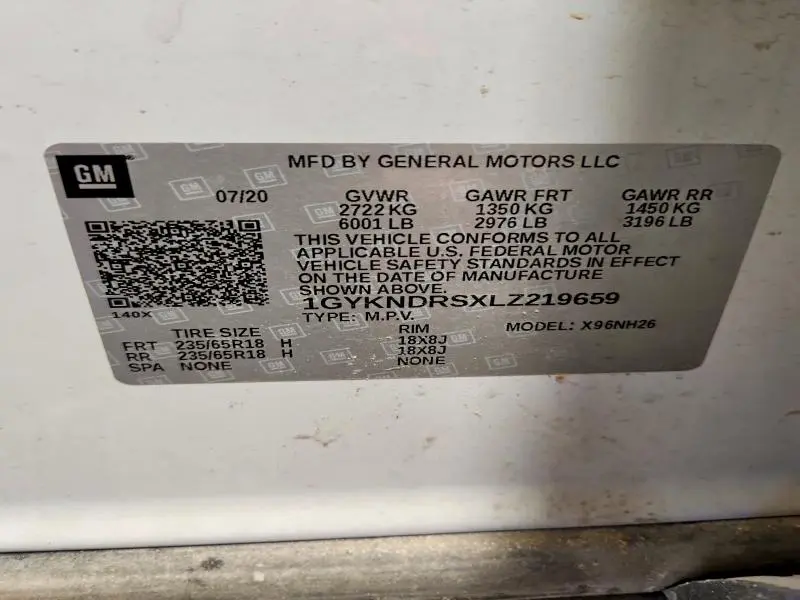 GM
MFD BY GENERAL MOTORS LLC
07/20 GVWR GAWR FRT GAWR RR
2722 KG 1350 KG 1450 KG
6001 LB 2976 LB 3196 LB
THIS VEHICLE CONFORMS TO ALL
APPLICABLE U.S. FEDERAL MOTOR
VEHICLE SAFETY STANDARDS IN EFFECT
ON THE DATE OF MANUFACTURE
SHOWN ABOVE.
1GYKNDRSXLZ219659
140X TYPE: M.P.V.
TIRE SIZE RIM MODEL: X96NH26
FRT 235/65R18 H 18X8J
RR 235/65R18 H 18X8J
SPA NONE NONE